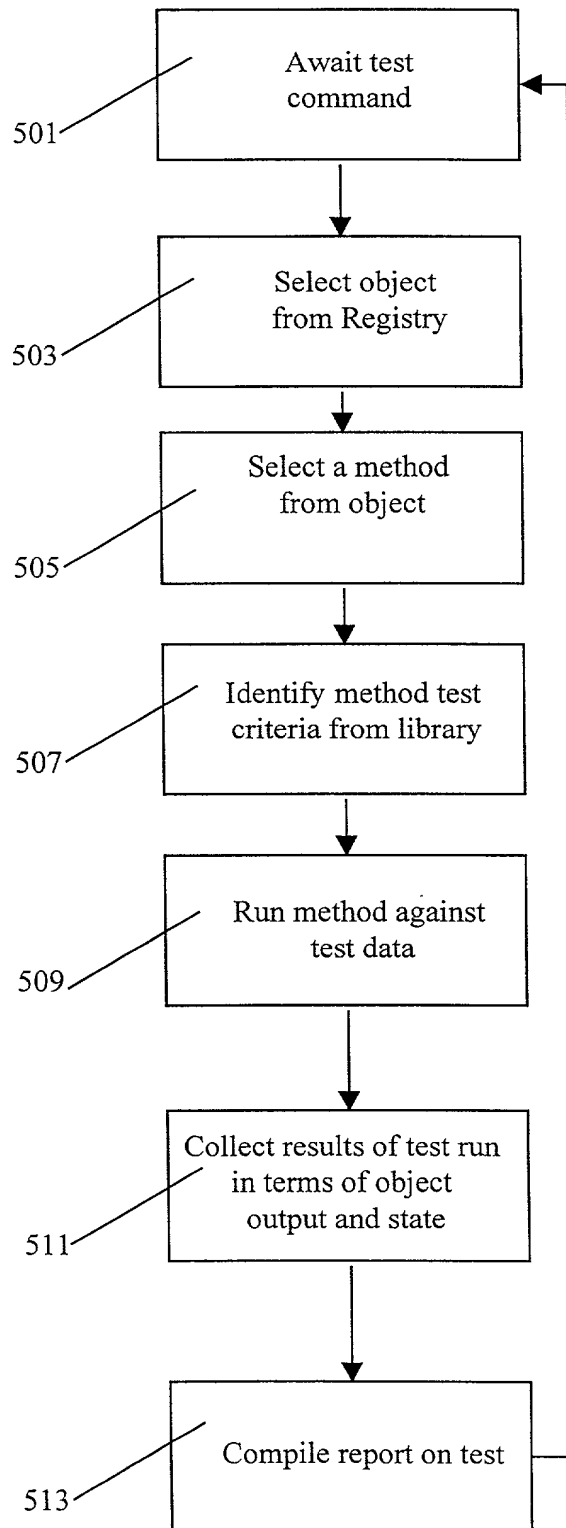 Await test
command
501
Select object
from Registry
503
Select a method
from object
505
Identify method test
criteria from library
507
Run method against
test data
509
Collect results of test run
in terms of object
output and state
511
Compile report on test
513